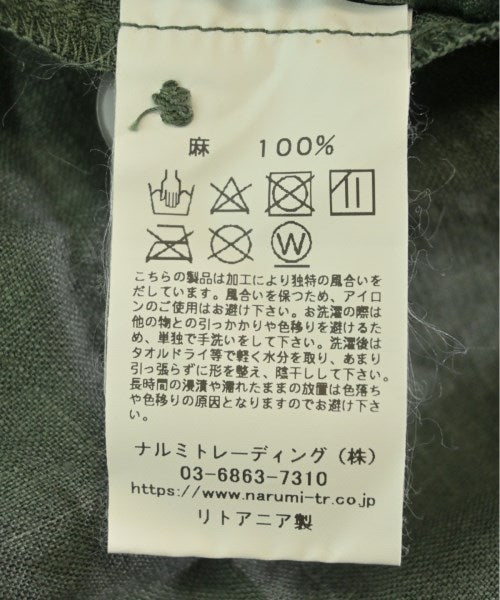 麻 100%
W
こちらの製品は加工により独特の風合いを
だしています。風合いを保つため、アイロ
ンのご使用はお避け下さい。お洗濯の際は
他の物との引っかかりや色移りを避けるた
め、単独で手洗いをして下さい。洗濯後は
タオルドライ等で軽く水分を取り、あまり
引っ張らずに形を整え、陰干しして下さい。
長時間の浸漬や濡れたままの放置は色落ち
や色移りの原因となりますのでお避け下さ
い。
ナルミトレーディング(株)
03-6863-7310
https://www.narumi-tr.co.jp
リトアニア製